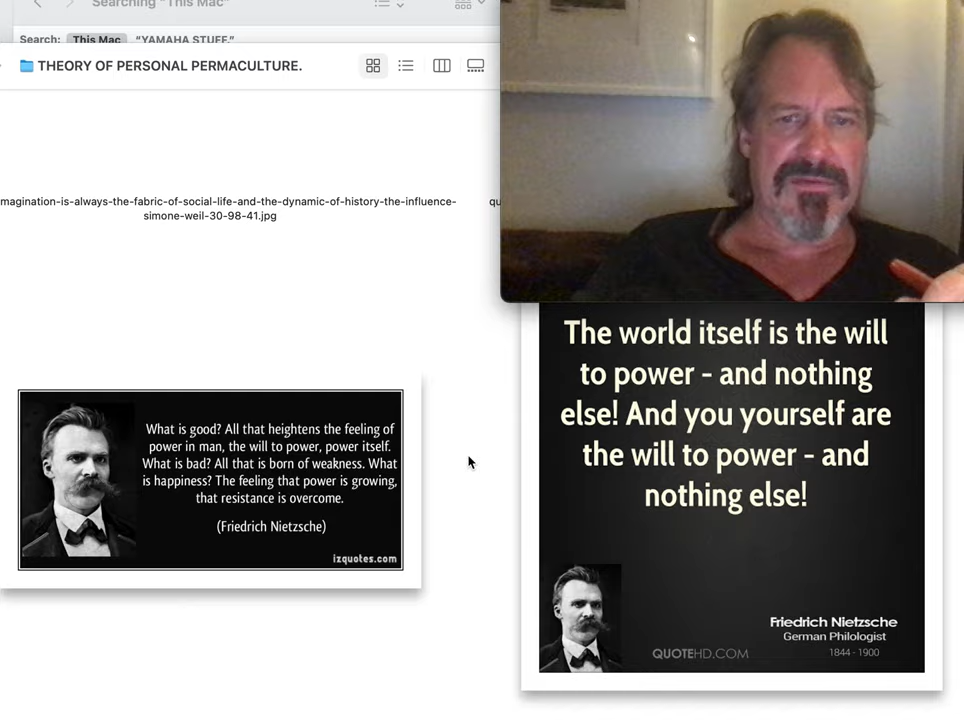 Searching "This Mac"
Search: This Mac "YAMAHA STUFF."
THEORY OF PERSONAL PERMACULTURE.
magination-is-always-the-fabric-of-social-life-and-the-dynamic-of-history-the-influence-
simone-weil-30-98-41.jpg
qu
The world itself is the will
to power - and nothing
else! And you yourself are
the will to power - and
nothing else!
Friedrich Nietzsche
German Philologist
1844 - 1900
QUOTEHD.COM
What is good? All that heightens the feeling of
power in man, the will to power, power itself.
What is bad? All that is born of weakness. What
is happiness? The feeling that power is growing,
that resistance is overcome.
(Friedrich Nietzsche)
izquotes.com